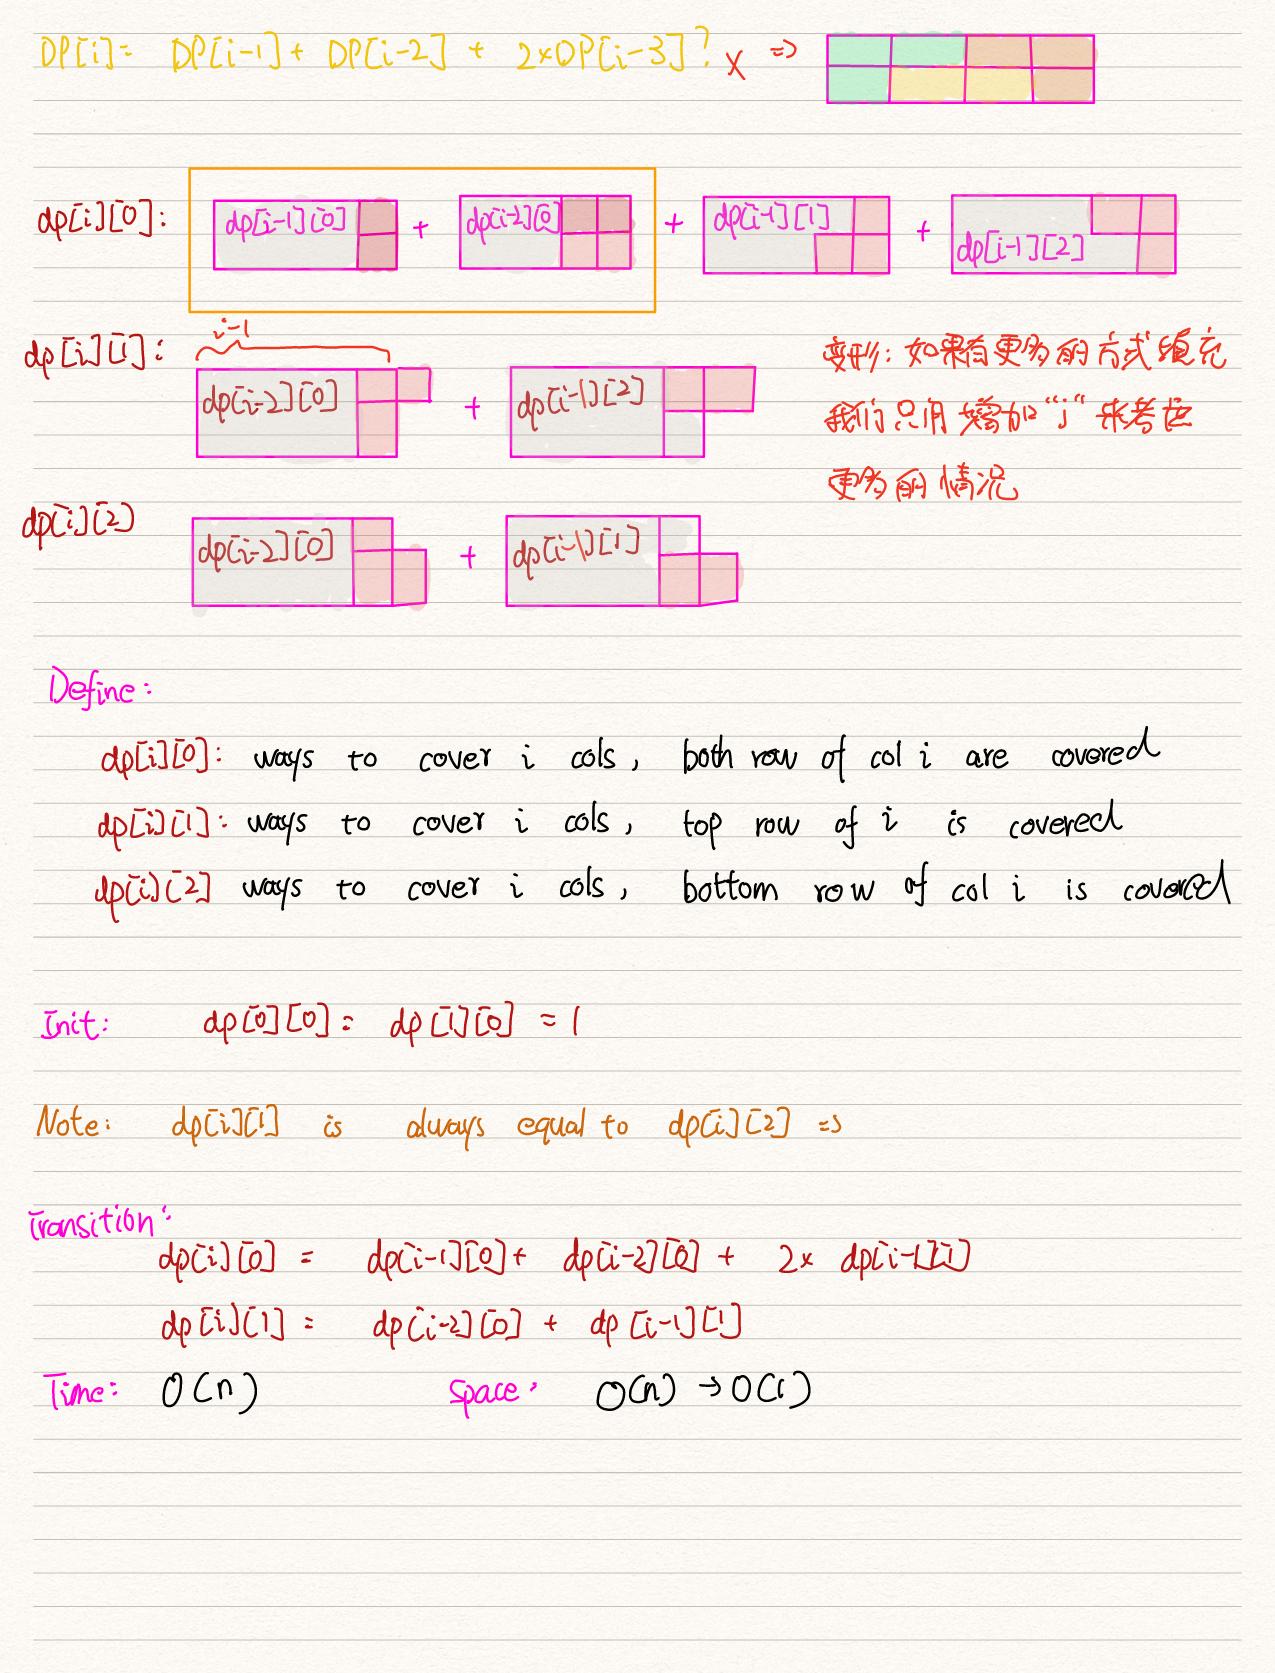 DP[i]= DP[i-1] + DP[i-2] + 2×DP[i-3]? X =>
dp[i][0]: dp[i-1][0] + dp[i-2][0] + dp[i-1][1] + dp[i-1][2]
i-1
dp[i][1]: dp[i-2][0] + dp[i-1][2]
变形: 如果有更多的方式填充
我们只用增加"j"来考虑
更多的情况
dp[i][2] dp[i-2][0] + dp[i-1][1]
Define:
dp[i][0]: ways to cover i cols, both row of col i are covered
dp[i][1]: ways to cover i cols, top row of i is covered
dp[i][2] ways to cover i cols, bottom row of col i is covered
Init: dp[0][0] = dp[1][0] = 1
Note: dp[i][1] is always equal to dp[i][2] =>
Transition:
dp[i][0] = dp[i-1][0] + dp[i-2][0] + 2× dp[i-1][1]
dp[i][1] = dp[i-2][0] + dp[i-1][1]
Time: O(n) Space: O(n) → O(1)